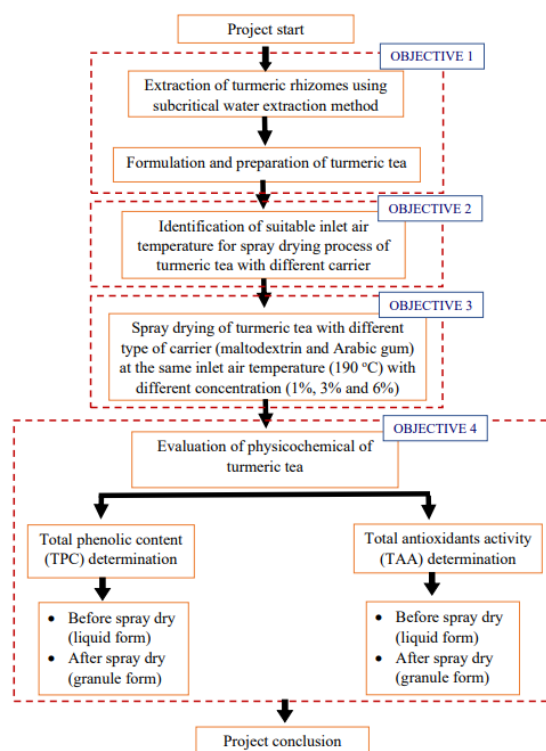 Project start
OBJECTIVE 1
Extraction of turmeric rhizomes using
subcritical water extraction method
Formulation and preparation of turmeric tea
OBJECTIVE 2
Identification of suitable inlet air
temperature for spray drying process of
turmeric tea with different carrier
OBJECTIVE 3
Spray drying of turmeric tea with different
type of carrier (maltodextrin and Arabic gum)
at the same inlet air temperature (190 °C) with
different concentration (1%, 3% and 6%)
OBJECTIVE 4
Evaluation of physicochemical of
turmeric tea
Total phenolic content
(TPC) determination
• Before spray dry
(liquid form)
• After spray dry
(granule form)
Total antioxidants activity
(TAA) determination
• Before spray dry
(liquid form)
• After spray dry
(granule form)
Project conclusion